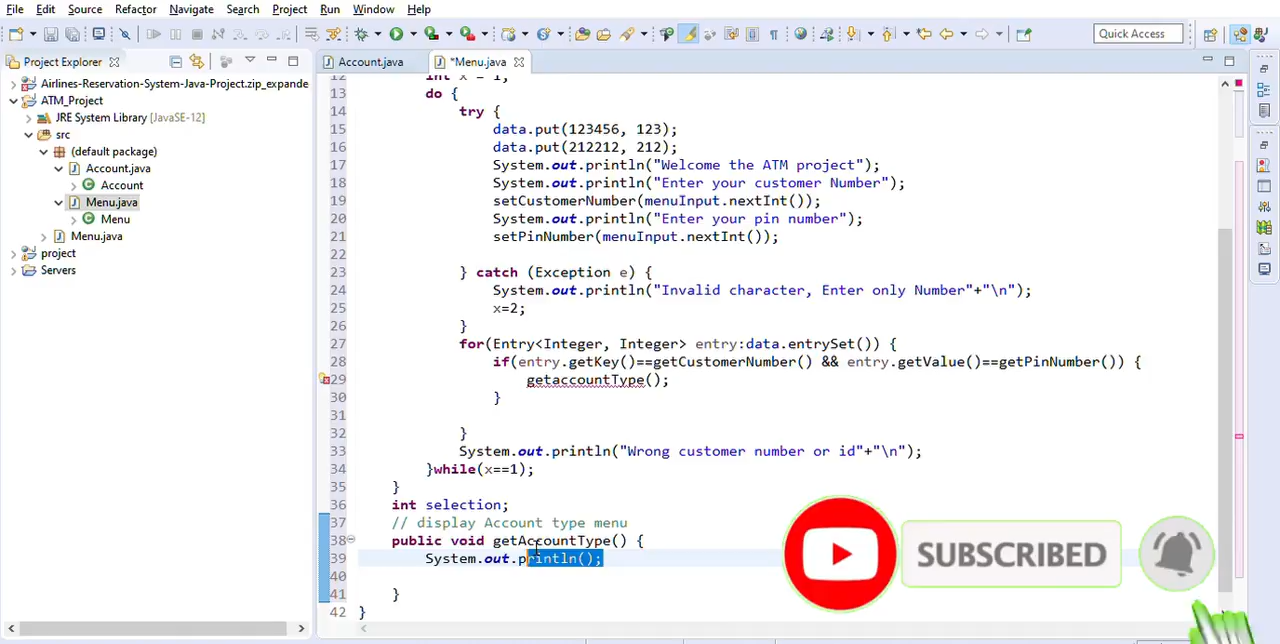 File Edit Source Refactor Navigate Search Project Run Window Help
Quick Access
Project Explorer
Account.java
*Menu.java
Airlines-Reservation-System-Java-Project.zip_expande
ATM_Project
JRE System Library [JavaSE-12]
src
(default package)
Account.java
Account
Menu.java
Menu
Menu.java
project
Servers
12 int x = 1;
13 do {
14 try {
15 data.put(123456, 123);
16 data.put(212212, 212);
17 System.out.println("Welcome the ATM project");
18 System.out.println("Enter your customer Number");
19 setCustomerNumber(menuInput.nextInt());
20 System.out.println("Enter your pin number");
21 setPinNumber(menuInput.nextInt());
22
23 } catch (Exception e) {
24 System.out.println("Invalid character, Enter only Number"+"\n");
25 x=2;
26 }
27 for(Entry<Integer, Integer> entry:data.entrySet()) {
28 if(entry.getKey()==getCustomerNumber() && entry.getValue()==getPinNumber()) {
29 getaccountType();
30 }
31
32 }
33 System.out.println("Wrong customer number or id"+"\n");
34 }while(x==1);
35 }
36 int selection;
37 // display Account type menu
38 public void getAccountType() {
39 System.out.println();
40
41 }
42 }
SUBSCRIBED